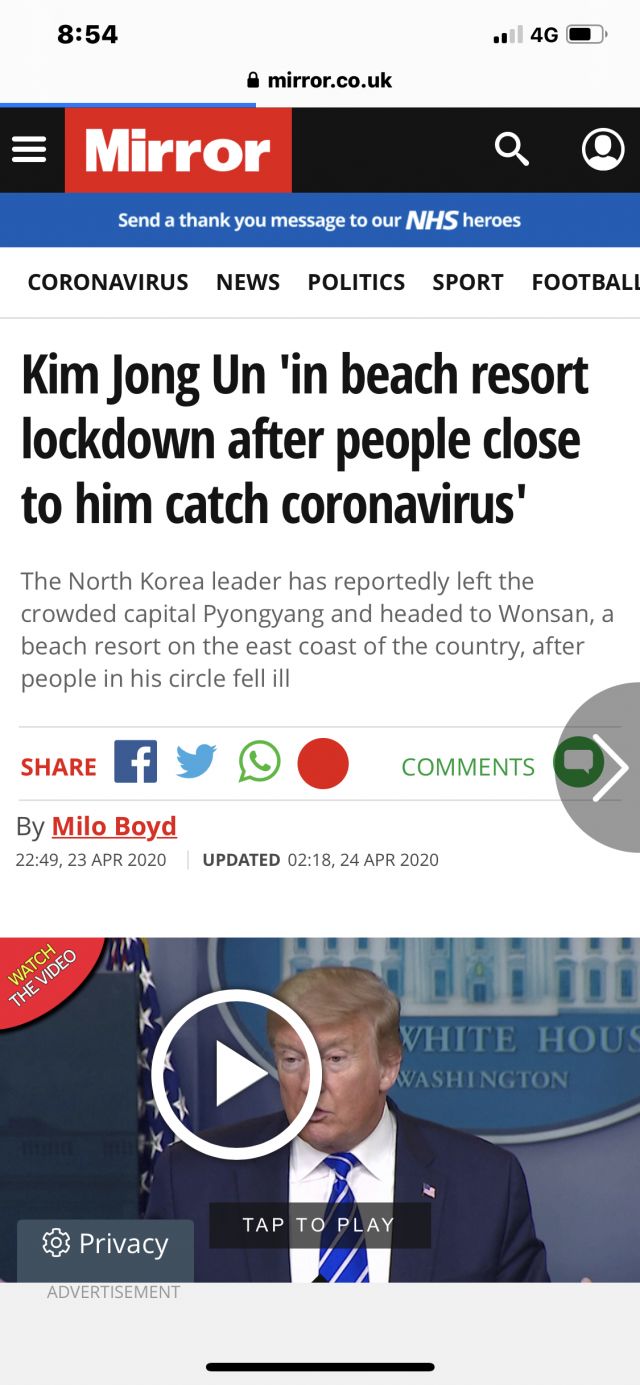 8:54
4G
mirror.co.uk
Mirror
Send a thank you message to our NHS heroes
CORONAVIRUS NEWS POLITICS SPORT FOOTBALL
Kim Jong Un 'in beach resort
lockdown after people close
to him catch coronavirus'
The North Korea leader has reportedly left the
crowded capital Pyongyang and headed to Wonsan, a
beach resort on the east coast of the country, after
people in his circle fell ill
SHARE f COMMENTS
By Milo Boyd
22:49, 23 APR 2020 UPDATED 02:18, 24 APR 2020
WATCH
THE VIDEO
WHITE HOUS
WASHINGTON
TAP TO PLAY
Privacy
ADVERTISEMENT